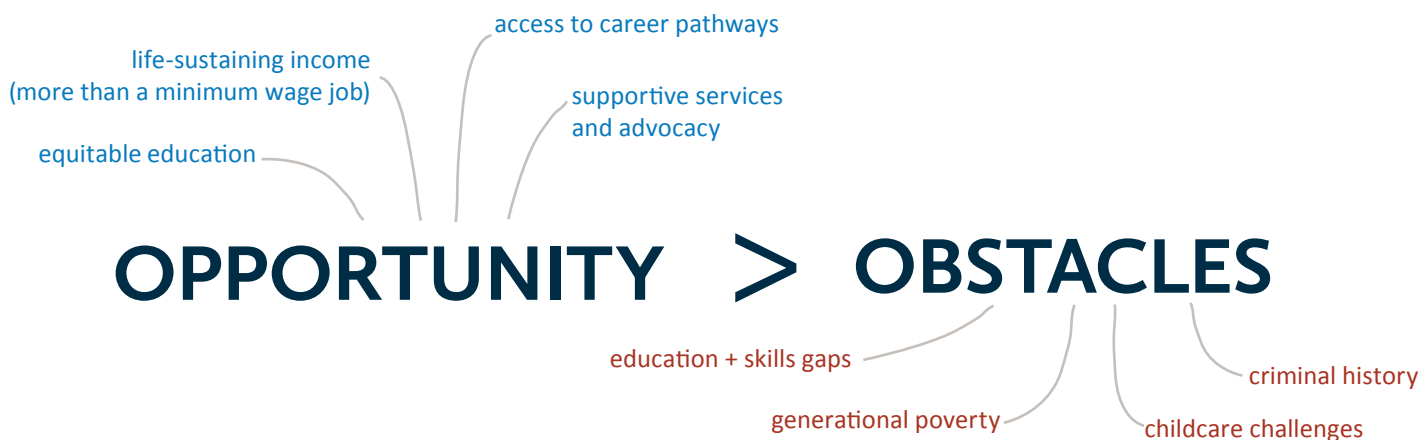 access to career pathways
life-sustaining income
(more than a minimum wage job)
supportive services
and advocacy
equitable education
OPPORTUNITY > OBSTACLES
education + skills gaps
criminal history
generational poverty
childcare challenges